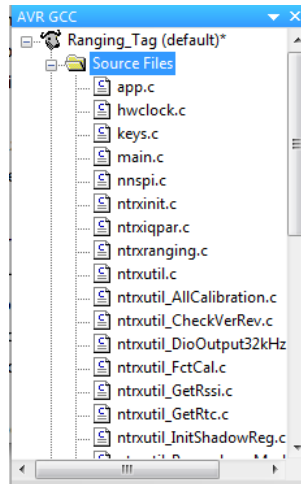 AVR GCC
Ranging_Tag (default)*
Source Files
app.c
hwclock.c
keys.c
main.c
nnspi.c
ntrxinit.c
ntrxiqpar.c
ntrxranging.c
ntrxutil.c
ntrxutil_AllCalibration.c
ntrxutil_CheckVerRev.c
ntrxutil_DioOutput32kHz
ntrxutil_FctCal.c
ntrxutil_GetRssi.c
ntrxutil_GetRtc.c
ntrxutil_InitShadowReg.c